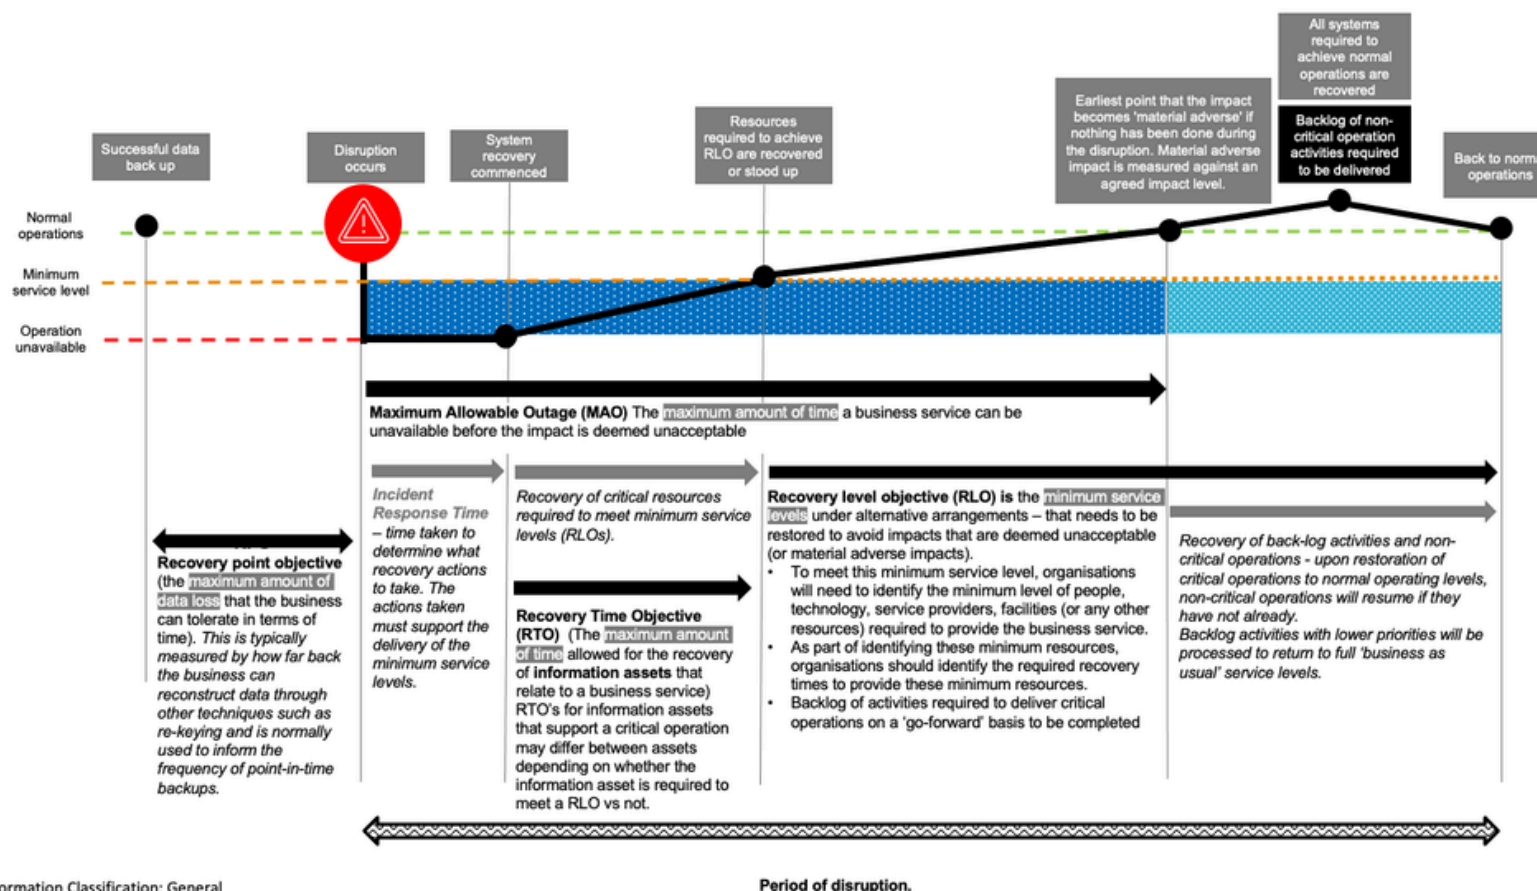 All systems
required to
achieve normal
operations are
recovered
Earliest point that the impact
becomes 'material adverse' if
nothing has been done during
the disruption. Material adverse
impact is measured against an
agreed impact level.
Backlog of non-
critical operation
activities required
to be delivered
Resources
required to achieve
RLO are recovered
or stood up
System
recovery
commenced
Successful data
back up
Disruption
occurs
Back to norm
operations
Normal
operations
Minimum
service level
Operation
unavailable
Maximum Allowable Outage (MAO) The maximum amount of time a business service can be
unavailable before the impact is deemed unacceptable
Recovery point objective
(the maximum amount of
data loss that the business
can tolerate in terms of
time). This is typically
measured by how far back
the business can
reconstruct data through
other techniques such as
re-keying and is normally
used to inform the
frequency of point-in-time
backups.
Incident
Response Time
– time taken to
determine what
recovery actions
to take. The
actions taken
must support the
delivery of the
minimum service
levels.
Recovery of critical resources
required to meet minimum service
levels (RLOs).
Recovery Time Objective
(RTO) (The maximum amount
of time allowed for the recovery
of information assets that
relate to a business service)
RTO's for information assets
that support a critical operation
may differ between assets
depending on whether the
information asset is required to
meet a RLO vs not.
Recovery level objective (RLO) is the minimum service
levels under alternative arrangements – that needs to be
restored to avoid impacts that are deemed unacceptable
(or material adverse impacts).
• To meet this minimum service level, organisations
will need to identify the minimum level of people,
technology, service providers, facilities (or any other
resources) required to provide the business service.
• As part of identifying these minimum resources,
organisations should identify the required recovery
times to provide these minimum resources.
• Backlog of activities required to deliver critical
operations on a 'go-forward' basis to be completed
Recovery of back-log activities and non-
critical operations - upon restoration of
critical operations to normal operating levels,
non-critical operations will resume if they
have not already.
Backlog activities with lower priorities will be
processed to return to full 'business as
usual' service levels.
ormation Classification: General
Period of disruption.